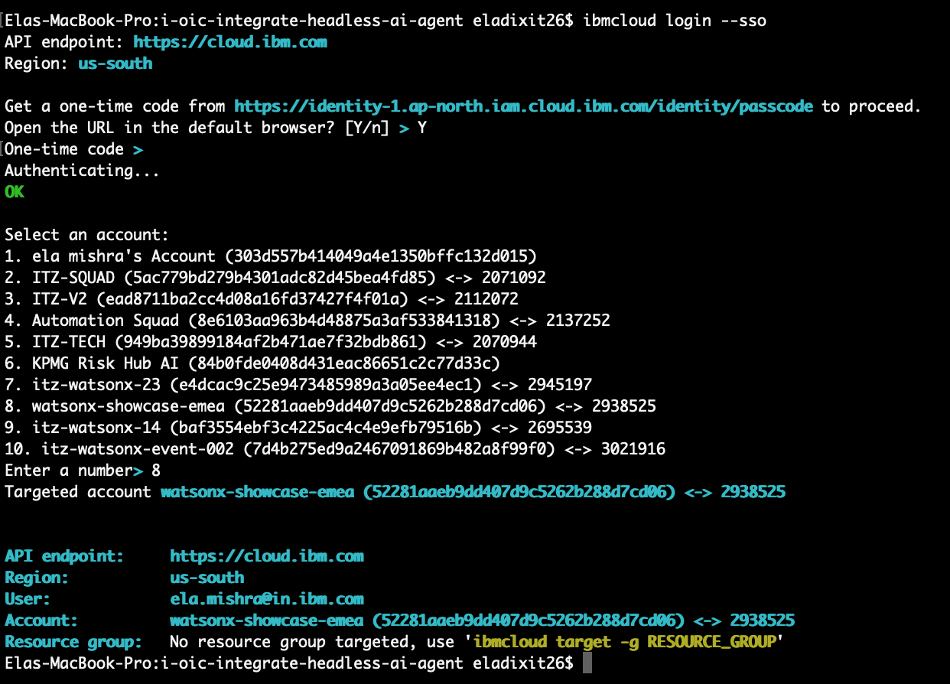 Elas-MacBook-Pro:i-oic-integrate-headless-ai-agent eladixit26$ ibmcloud login --sso
API endpoint: https://cloud.ibm.com
Region: us-south
Get a one-time code from https://identity-1.ap-north.iam.cloud.ibm.com/identity/passcode to proceed.
Open the URL in the default browser? [Y/n] > Y
One-time code >
Authenticating...
OK
Select an account:
1. ela mishra's Account (303d557b414049a4e1350bffc132d015)
2. ITZ-SQUAD (5ac779bd279b4301adc82d45bea4fd85) <-> 2071092
3. ITZ-V2 (ead8711ba2cc4d08a16fd37427f4f01a) <-> 2112072
4. Automation Squad (8e6103aa963b4d48875a3af533841318) <-> 2137252
5. ITZ-TECH (949ba39899184af2b471ae7f32bdb861) <-> 2070944
6. KPMG Risk Hub AI (84b0fde0408d431eac86651c2c77d33c)
7. itz-watsonx-23 (e4dcac9c25e9473485989a3a05ee4ec1) <-> 2945197
8. watsonx-showcase-emea (52281aaeb9dd407d9c5262b288d7cd06) <-> 2938525
9. itz-watsonx-14 (baf3554ebf3c4225ac4c4e9efb79516b) <-> 2695539
10. itz-watsonx-event-002 (7d4b275ed9a2467091869b482a8f99f0) <-> 3021916
Enter a number> 8
Targeted account watsonx-showcase-emea (52281aaeb9dd407d9c5262b288d7cd06) <-> 2938525
API endpoint: https://cloud.ibm.com
Region: us-south
User: ela.mishra@in.ibm.com
Account: watsonx-showcase-emea (52281aaeb9dd407d9c5262b288d7cd06) <-> 2938525
Resource group: No resource group targeted, use 'ibmcloud target -g RESOURCE_GROUP'
Elas-MacBook-Pro:i-oic-integrate-headless-ai-agent eladixit26$